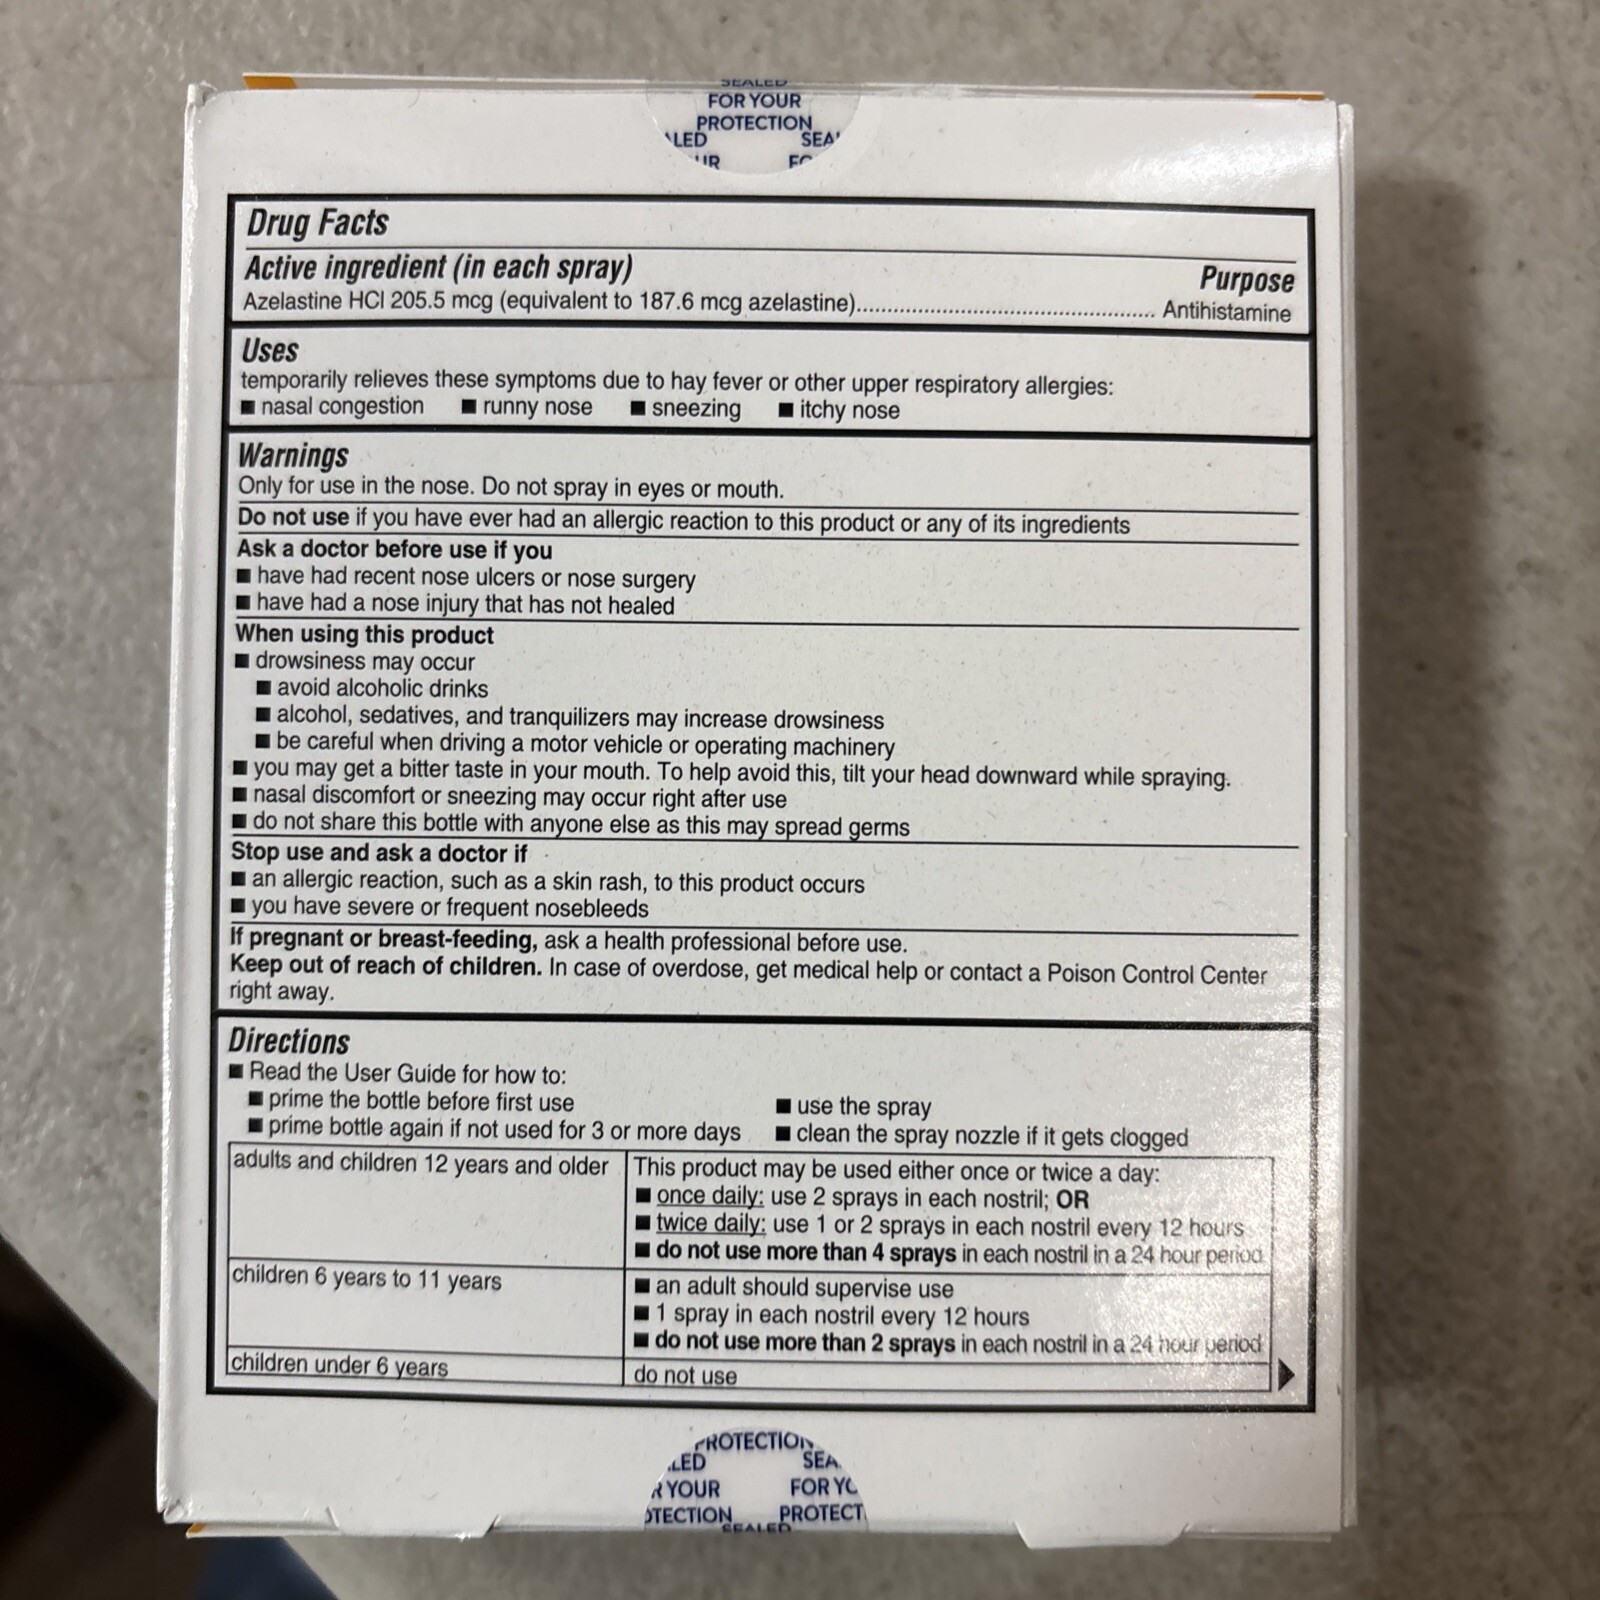 SEALED
FOR YOUR
PROTECTION
LED SEA
UR FO
Drug Facts
Active ingredient (in each spray) Purpose
Azelastine HCl 205.5 mcg (equivalent to 187.6 mcg azelastine)................................................ Antihistamine
Uses
temporarily relieves these symptoms due to hay fever or other upper respiratory allergies:
■ nasal congestion ■ runny nose ■ sneezing ■ itchy nose
Warnings
Only for use in the nose. Do not spray in eyes or mouth.
Do not use if you have ever had an allergic reaction to this product or any of its ingredients
Ask a doctor before use if you
■ have had recent nose ulcers or nose surgery
■ have had a nose injury that has not healed
When using this product
■ drowsiness may occur
■ avoid alcoholic drinks
■ alcohol, sedatives, and tranquilizers may increase drowsiness
■ be careful when driving a motor vehicle or operating machinery
■ you may get a bitter taste in your mouth. To help avoid this, tilt your head downward while spraying.
■ nasal discomfort or sneezing may occur right after use
■ do not share this bottle with anyone else as this may spread germs
Stop use and ask a doctor if
■ an allergic reaction, such as a skin rash, to this product occurs
■ you have severe or frequent nosebleeds
If pregnant or breast-feeding, ask a health professional before use.
Keep out of reach of children. In case of overdose, get medical help or contact a Poison Control Center
right away.
Directions
■ Read the User Guide for how to:
■ prime the bottle before first use ■ use the spray
■ prime bottle again if not used for 3 or more days ■ clean the spray nozzle if it gets clogged
adults and children 12 years and older This product may be used either once or twice a day:
■ once daily: use 2 sprays in each nostril; OR
■ twice daily: use 1 or 2 sprays in each nostril every 12 hours
■ do not use more than 4 sprays in each nostril in a 24 hour period
children 6 years to 11 years ■ an adult should supervise use
■ 1 spray in each nostril every 12 hours
■ do not use more than 2 sprays in each nostril in a 24 hour period
children under 6 years do not use
ROTECTION
LED SEA
R YOUR FOR YO
OTECTION PROTECT
SEALED